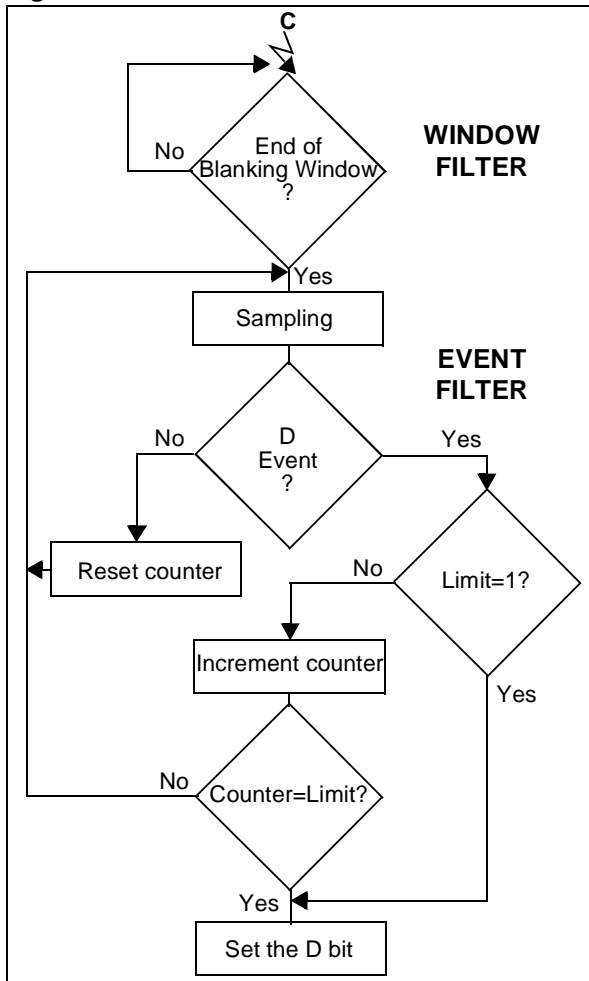 C
WINDOW
FILTER
End of
Blanking Window
?
No
Yes
Sampling
EVENT
FILTER
No
D
Event
?
Yes
Reset counter
No
Limit=1?
Increment counter
Yes
No
Counter=Limit?
Yes
Set the D bit